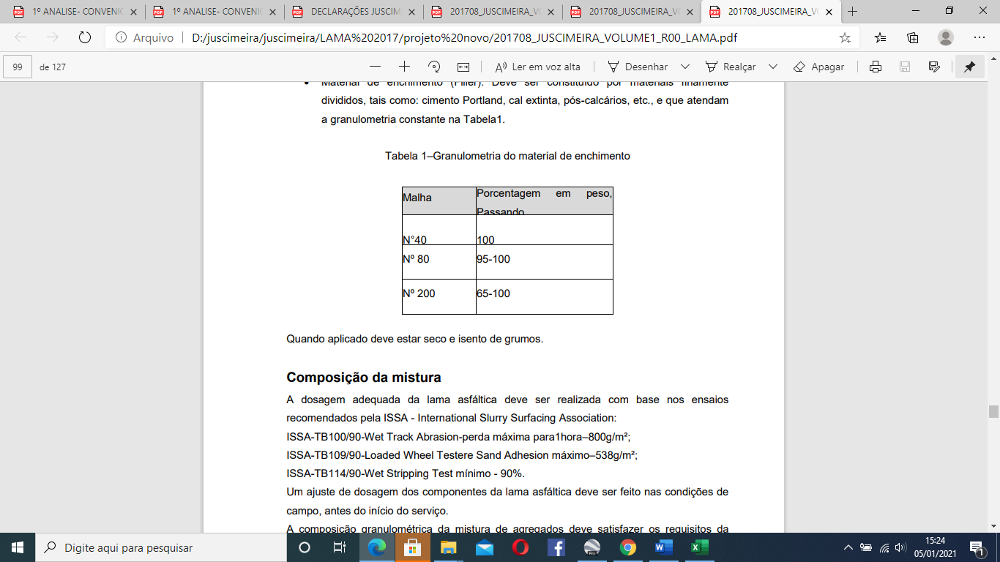 1º ANALISE- CONVENIC
1º ANALISE- CONVENIC
DECLARAÇÕES JUSCIM
201708_JUSCIMEIRA_VO
201708_JUSCIMEIRA_VO
201708_JUSCIMEIRA_VO
Arquivo D:/juscimeira/juscimeira/LAMA%202017/projeto%20novo/201708_JUSCIMEIRA_VOLUME1_R00_LAMA.pdf
99 de 127 Ler em voz alta Desenhar Realçar Apagar
Material de enchimento (Filler): Deve ser constituído por materiais finamente
divididos, tais como: cimento Portland, cal extinta, pós-calcários, etc., e que atendam
a granulometria constante na Tabela1.
Tabela 1–Granulometria do material de enchimento
Malha Porcentagem em peso,
Passando
N°40 100
Nº 80 95-100
Nº 200 65-100
Quando aplicado deve estar seco e isento de grumos.
Composição da mistura
A dosagem adequada da lama asfáltica deve ser realizada com base nos ensaios
recomendados pela ISSA - International Slurry Surfacing Association:
ISSA-TB100/90-Wet Track Abrasion-perda máxima para1hora–800g/m²;
ISSA-TB109/90-Loaded Wheel Testere Sand Adhesion máximo–538g/m²;
ISSA-TB114/90-Wet Stripping Test mínimo - 90%.
Um ajuste de dosagem dos componentes da lama asfáltica deve ser feito nas condições de
campo, antes do início do serviço.
A composição granulométrica da mistura de agregados deve satisfazer os requisitos da
Digite aqui para pesquisar
15:24
05/01/2021